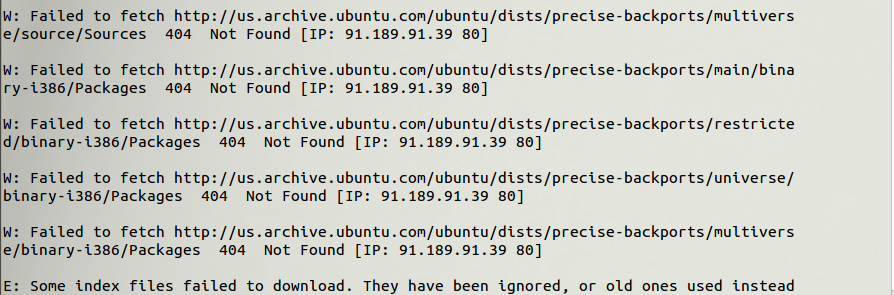 W: Failed to fetch http://us.archive.ubuntu.com/ubuntu/dists/precise-backports/multivers
e/source/Sources  404  Not Found [IP: 91.189.91.39 80]
W: Failed to fetch http://us.archive.ubuntu.com/ubuntu/dists/precise-backports/main/bina
ry-i386/Packages  404  Not Found [IP: 91.189.91.39 80]
W: Failed to fetch http://us.archive.ubuntu.com/ubuntu/dists/precise-backports/restricte
d/binary-i386/Packages  404  Not Found [IP: 91.189.91.39 80]
W: Failed to fetch http://us.archive.ubuntu.com/ubuntu/dists/precise-backports/universe/
binary-i386/Packages  404  Not Found [IP: 91.189.91.39 80]
W: Failed to fetch http://us.archive.ubuntu.com/ubuntu/dists/precise-backports/multivers
e/binary-i386/Packages  404  Not Found [IP: 91.189.91.39 80]
E: Some index files failed to download. They have been ignored, or old ones used instead